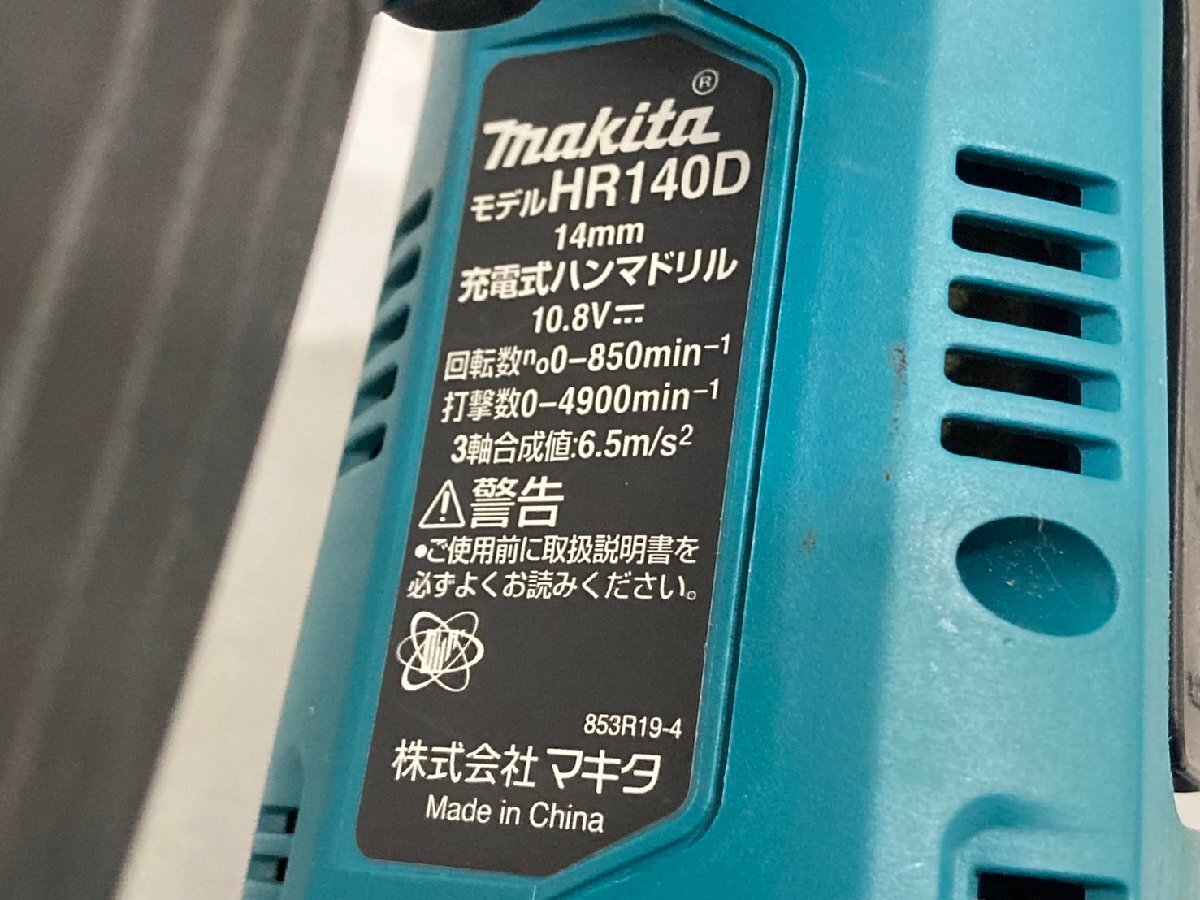 makita®
モデルHR140D
14mm
充電式ハンマドリル
10.8V⎓
回転数n₀0-850min⁻¹
打撃数0-4900min⁻¹
3軸合成値:6.5m/s²
⚠警告
●ご使用前に取扱説明書を
必ずよくお読みください。
853R19-4
株式会社 マキタ
Made in China